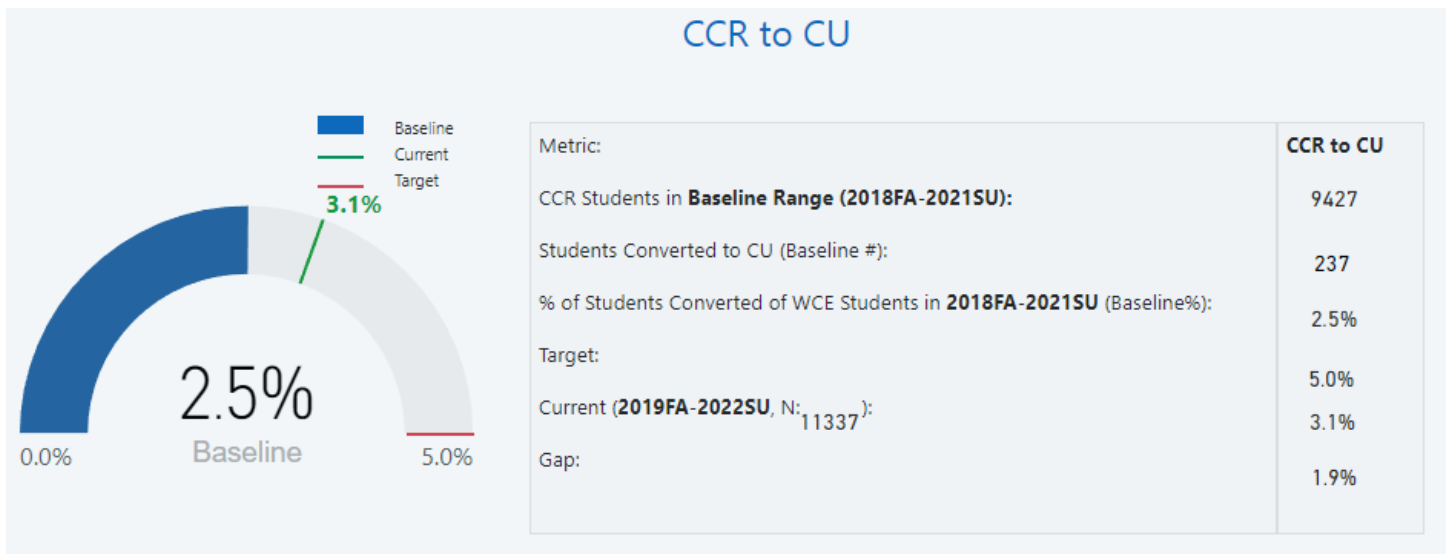 CCR to CU
Baseline
Current
Target
3.1%
2.5%
Baseline
0.0%
5.0%
Metric: CCR to CU
CCR Students in Baseline Range (2018FA-2021SU): 9427
Students Converted to CU (Baseline #): 237
% of Students Converted of WCE Students in 2018FA-2021SU (Baseline%): 2.5%
Target: 5.0%
Current (2019FA-2022SU, N: 11337 ): 3.1%
Gap: 1.9%